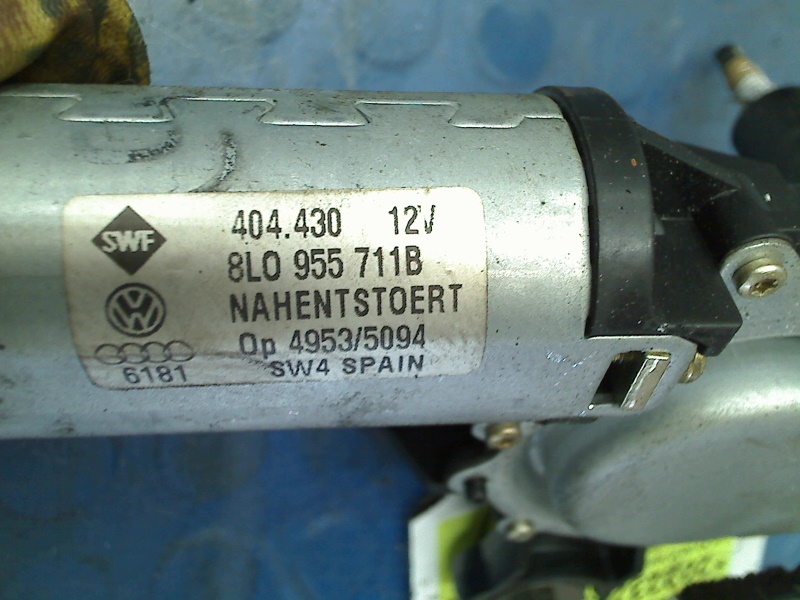 SWF
404.430 12V
8L0 955 711B
NAHENTSTOERT
Op 4953/5094
6181 SW4 SPAIN